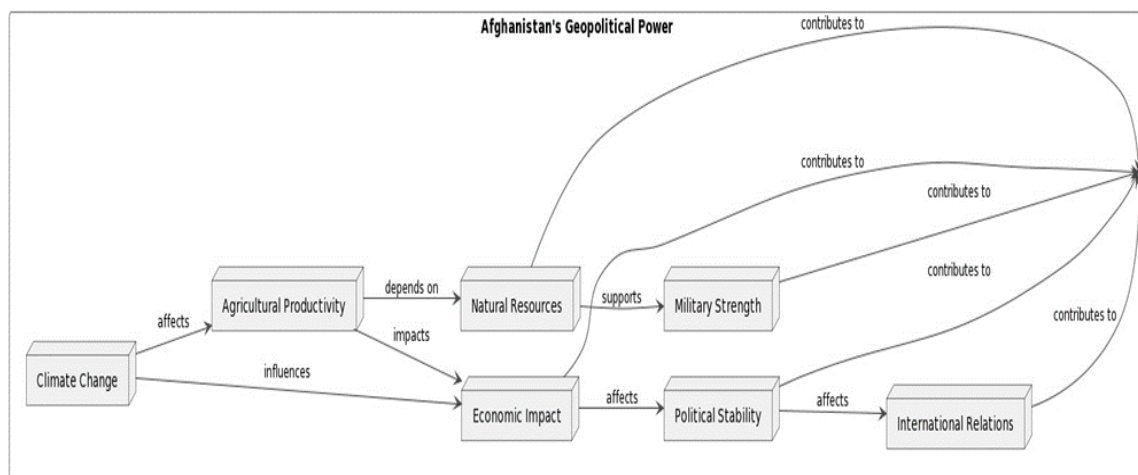 contributes to
Afghanistan's Geopolitical Power
contributes to
contributes to
contributes to
Agricultural Productivity
depends on
Natural Resources
supports
Military Strength
contributes to
affects
impacts
Climate Change
influences
Economic Impact
affects
Political Stability
affects
International Relations